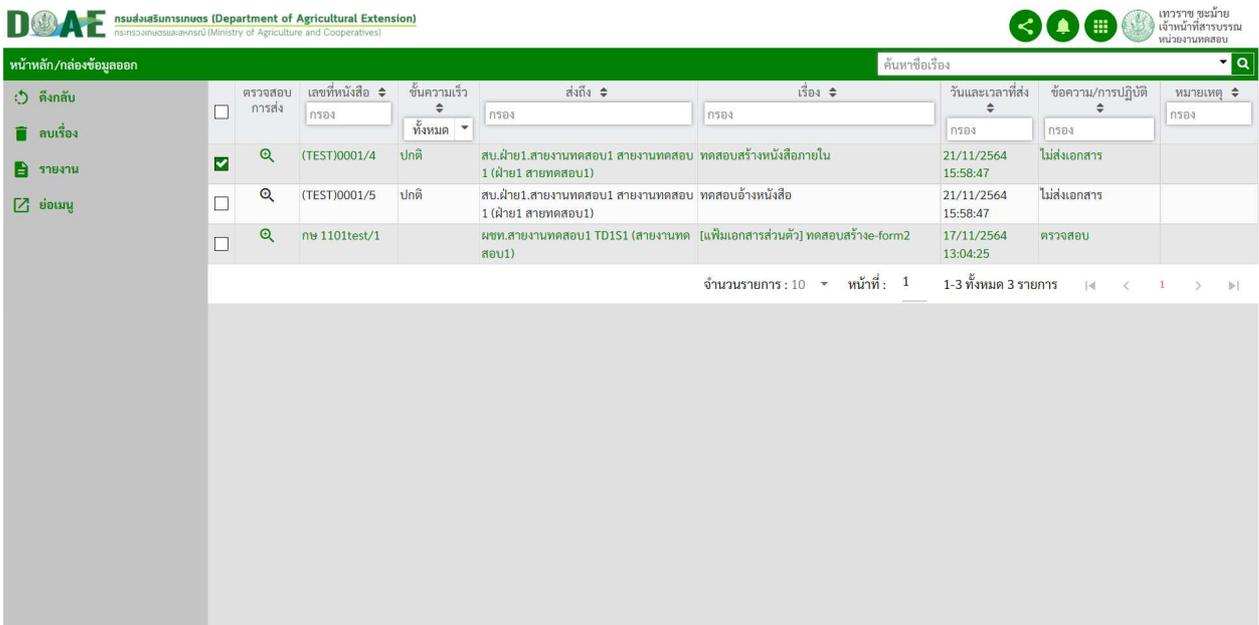 DOAE
กรมส่งเสริมการเกษตร (Department of Agricultural Extension)
กระทรวงเกษตรและสหกรณ์ (Ministry of Agriculture and Cooperatives)
เทวราช ชะม้าย
เจ้าหน้าที่สารบรรณ
หน่วยงานทดสอบ
หน้าหลัก/กล่องข้อมูลออก
ค้นหาชื่อเรื่อง
ดึงกลับ
ลบเรื่อง
รายงาน
ย่อเมนู
ตรวจสอบการส่ง เลขที่หนังสือ ชั้นความเร็ว ส่งถึง เรื่อง วันและเวลาที่ส่ง ข้อความ/การปฏิบัติ หมายเหตุ
กรอง ทั้งหมด กรอง กรอง กรอง กรอง กรอง
(TEST)0001/4 ปกติ สบ.ฝ่าย1.สายงานทดสอบ1 สายงานทดสอบ ทดสอบสร้างหนังสือภายใน 21/11/2564 ไม่ส่งเอกสาร
1 (ฝ่าย1 สายทดสอบ1) 15:58:47
(TEST)0001/5 ปกติ สบ.ฝ่าย1.สายงานทดสอบ1 สายงานทดสอบ ทดสอบอ้างหนังสือ 21/11/2564 ไม่ส่งเอกสาร
1 (ฝ่าย1 สายทดสอบ1) 15:58:47
กษ 1101test/1 ผชท.สายงานทดสอบ1 TD1S1 (สายงานทด [แฟ้มเอกสารส่วนตัว] ทดสอบสร้างe-form2 17/11/2564 ตรวจสอบ
สอบ1) 13:04:25
จำนวนรายการ : 10 หน้าที่ : 1 1-3 ทั้งหมด 3 รายการ 1